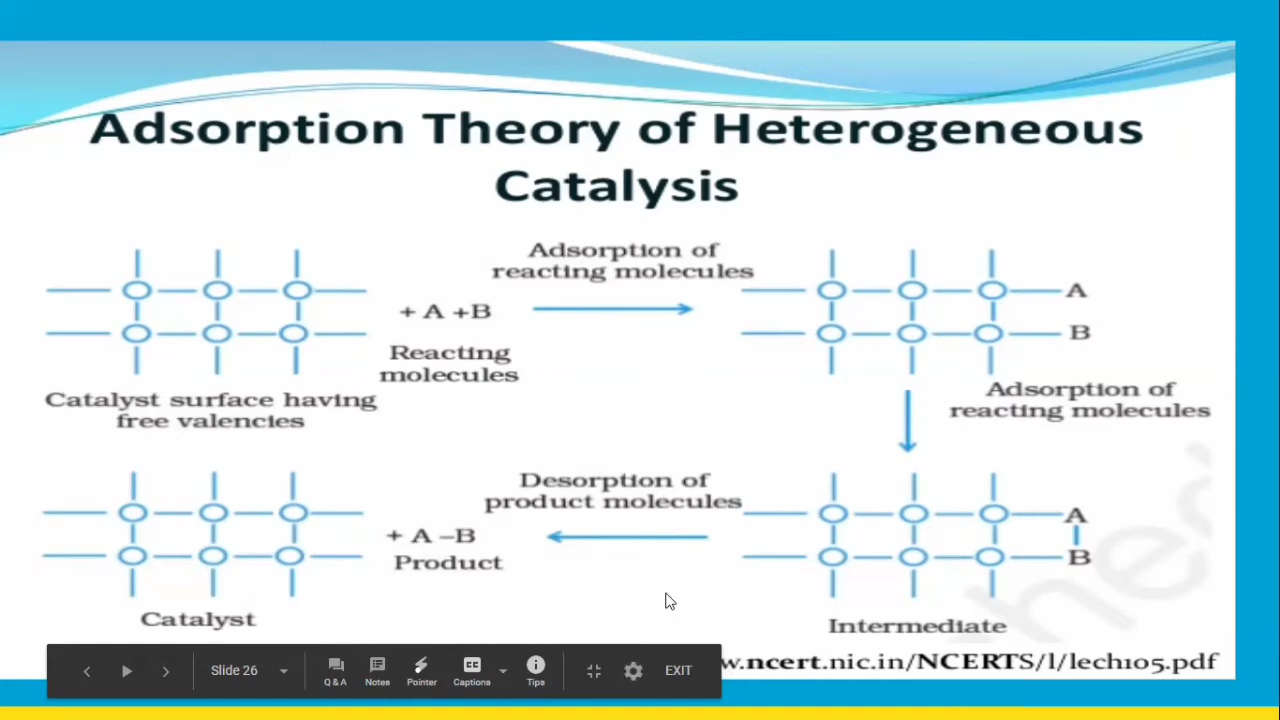 Adsorption Theory of Heterogeneous
Catalysis
Adsorption of
reacting molecules
+ A +B
Reacting
molecules
Catalyst surface having
free valencies
A
B
Adsorption of
reacting molecules
Desorption of
product molecules
+ A –B
Product
Catalyst
A
B
Intermediate
w.ncert.nic.in/NCERTS/l/lech105.pdf
Slide 26
Q & A
Notes
Pointer
CC
Captions
Tips
EXIT